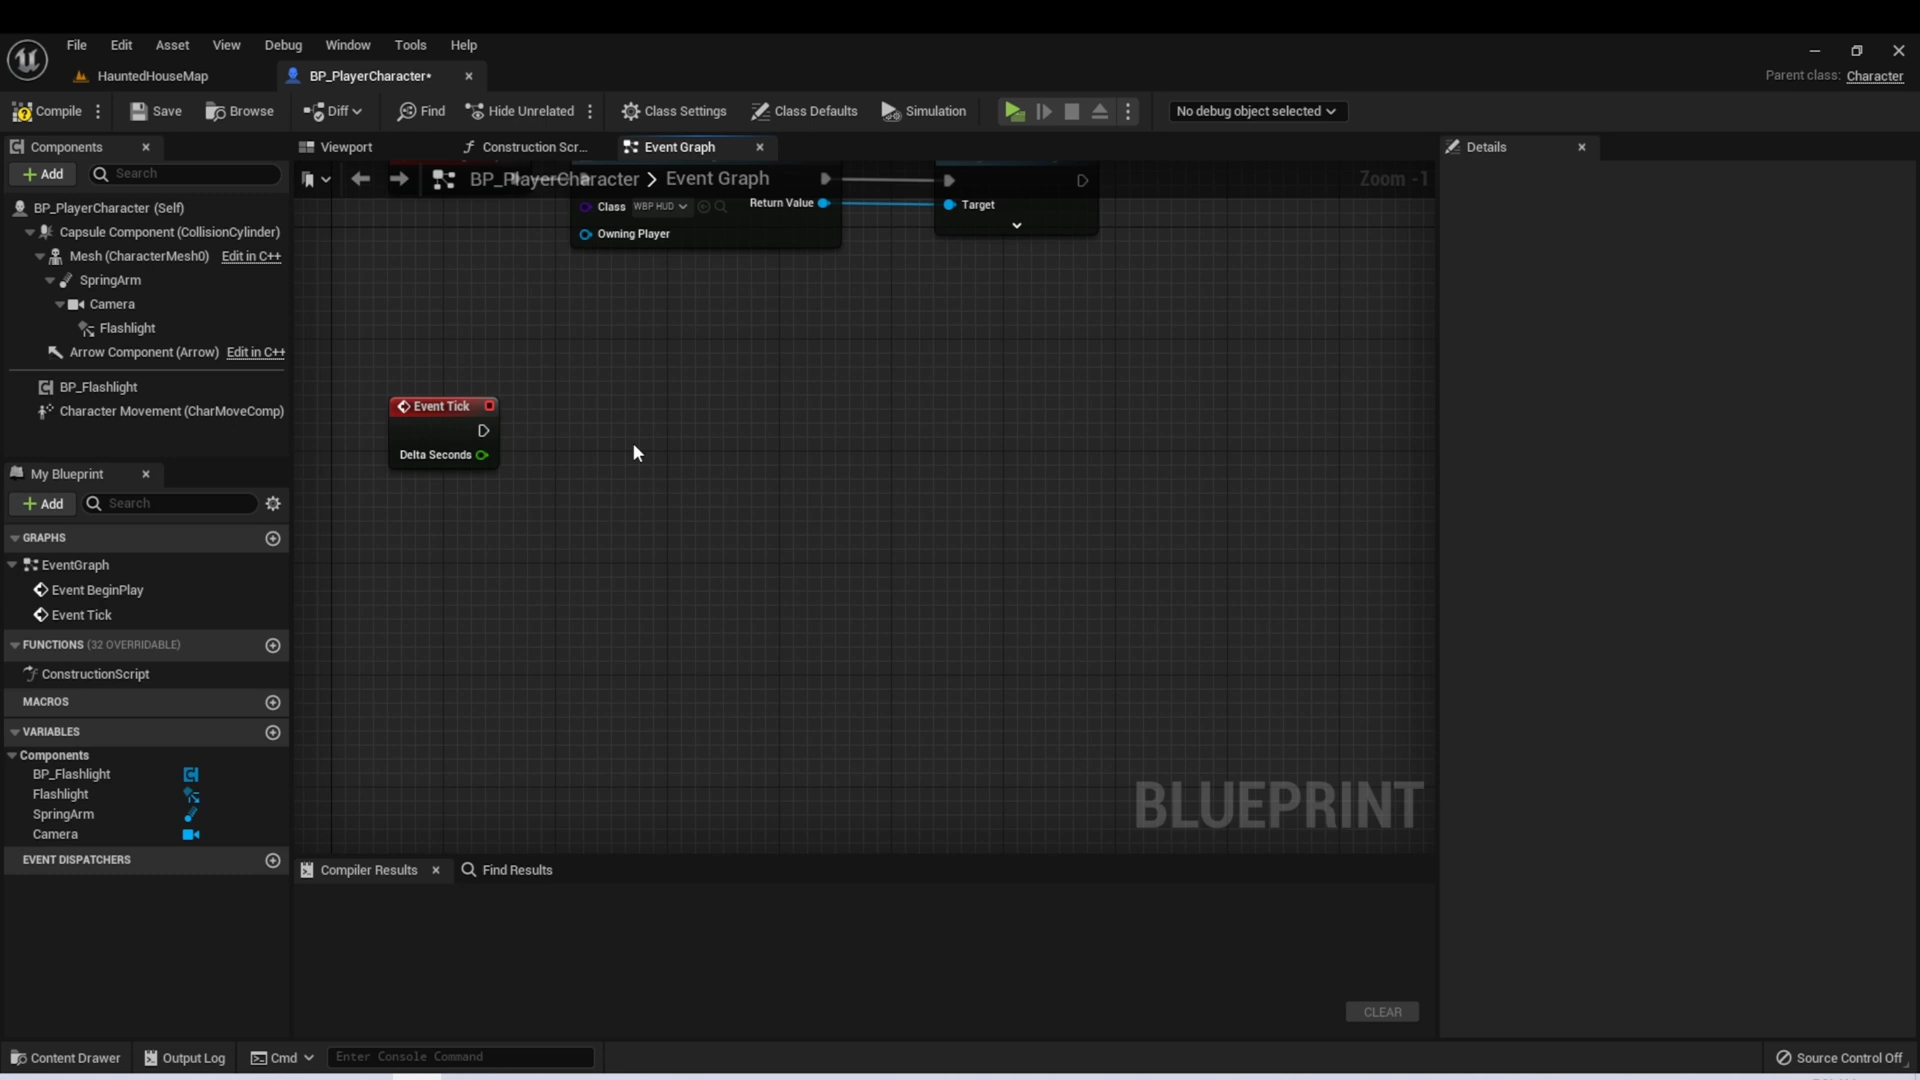 File Edit Asset View Debug Window Tools Help
HauntedHouseMap BP_PlayerCharacter*
Parent class: Character
Compile Save Browse Diff Find Hide Unrelated Class Settings Class Defaults Simulation No debug object selected
Components Viewport Construction Scr... Event Graph Details
Add Search
BP_PlayerCharacter > Event Graph Zoom -1
BP_PlayerCharacter (Self)
Class WBP HUD Return Value Target
Capsule Component (CollisionCylinder)
Owning Player
Mesh (CharacterMesh0) Edit in C++
SpringArm
Camera
Flashlight
Arrow Component (Arrow) Edit in C++
BP_Flashlight
Character Movement (CharMoveComp)
Event Tick
Delta Seconds
My Blueprint
Add Search
GRAPHS
EventGraph
Event BeginPlay
Event Tick
FUNCTIONS (32 OVERRIDABLE)
ConstructionScript
MACROS
VARIABLES
Components
BP_Flashlight
Flashlight
SpringArm
Camera
BLUEPRINT
EVENT DISPATCHERS
Compiler Results Find Results
CLEAR
Content Drawer Output Log Cmd Enter Console Command Source Control Off